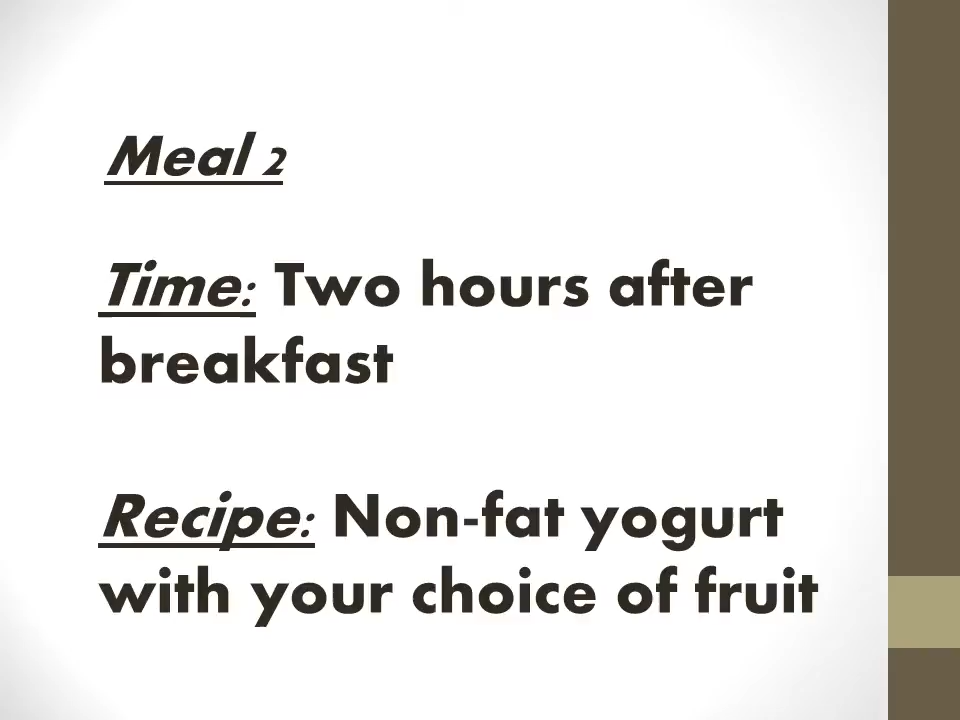 Meal 2
Time: Two hours after
breakfast
Recipe: Non-fat yogurt
with your choice of fruit